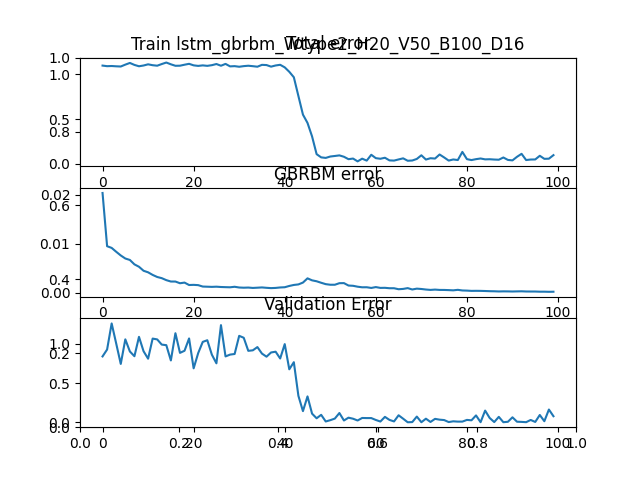 Train lstm_gbrbm_Wtype2_H20_V50_B100_D16
Total error
1.0
1.0
0.5
0.8
0.0
0 20 40 60 80 100
GBRBM error
0.02
0.6
0.01
0.4
0.00
0 20 40 60 80 100
Validation Error
1.0
0.2
0.5
0.0
0.0
0 20 40 60 80 100
0.0 0.2 0.4 0.6 0.8 1.0